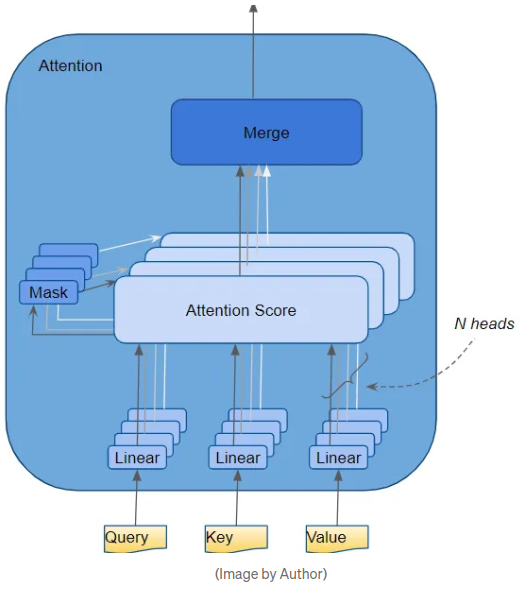 Attention
Merge
Mask
Attention Score
N heads
Linear
Linear
Linear
Query
Key
Value
(Image by Author)